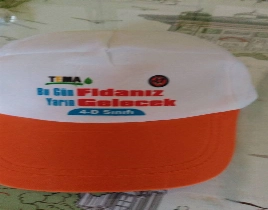 TEMA
Bu Gün Fidanız
Yarın Gelecek
4-D Sınıfı